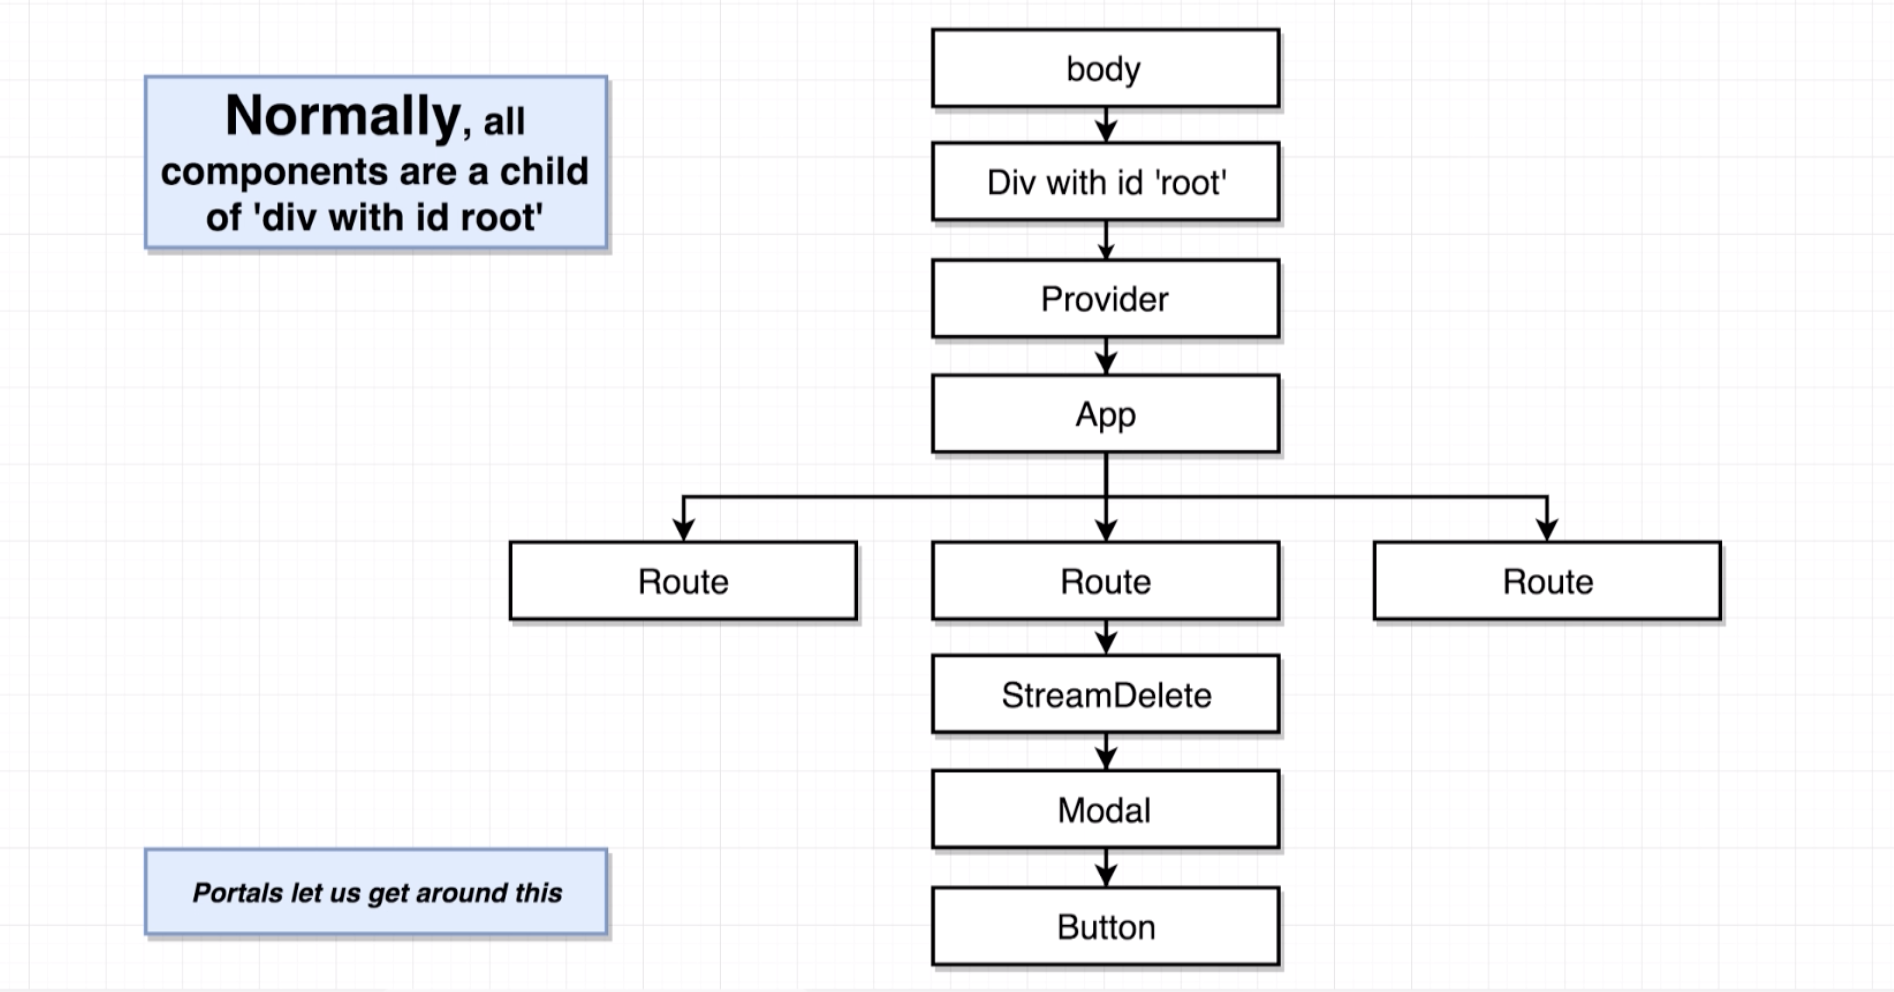 Normally, all
components are a child
of 'div with id root'
body
Div with id 'root'
Provider
App
Route
Route
Route
StreamDelete
Modal
Button
Portals let us get around this